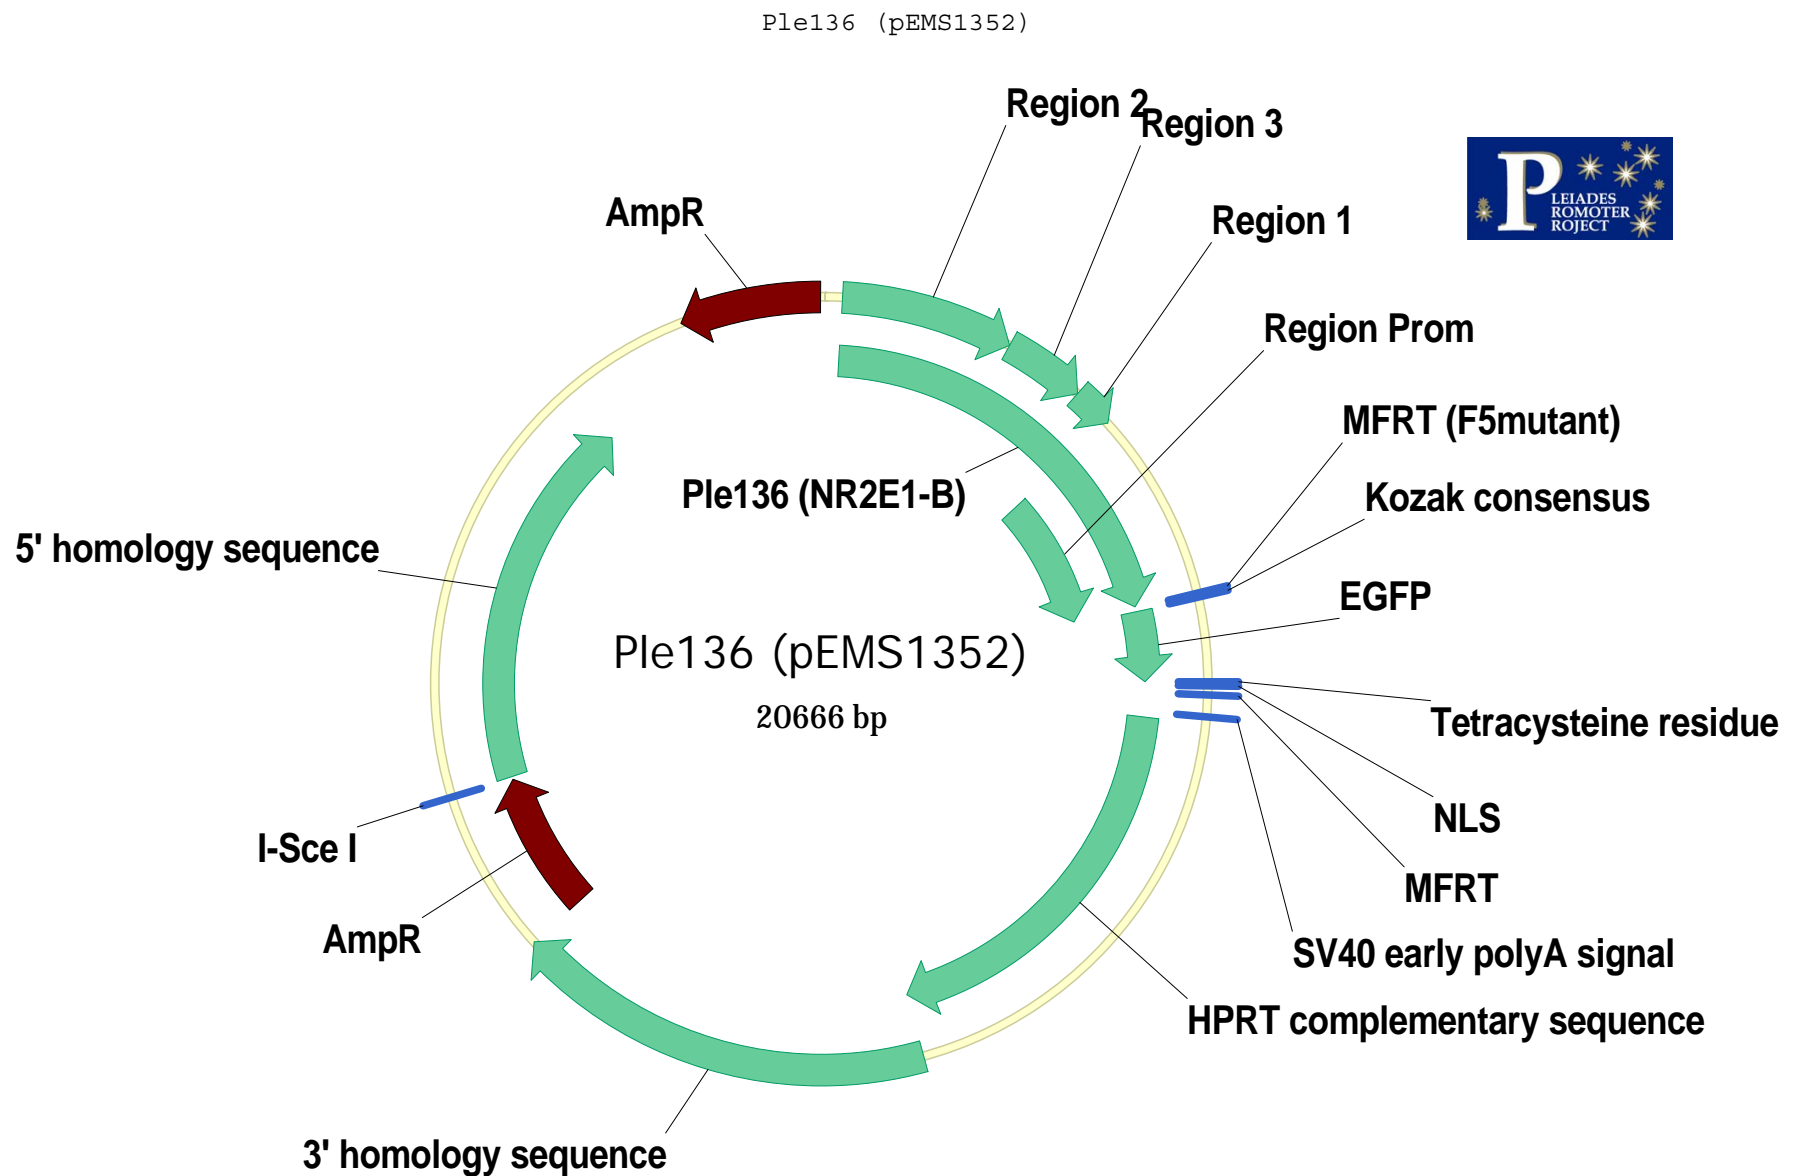 Ple136 (pEMS1352)
Region 2
Region 3
AmpR
Region 1
PLEIADES
PROMOTER
PROJECT
Region Prom
MFRT (F5mutant)
Ple136 (NR2E1-B)
Kozak consensus
5' homology sequence
EGFP
Ple136 (pEMS1352)
20666 bp
Tetracysteine residue
NLS
I-Sce I
MFRT
AmpR
SV40 early polyA signal
HPRT complementary sequence
3' homology sequence